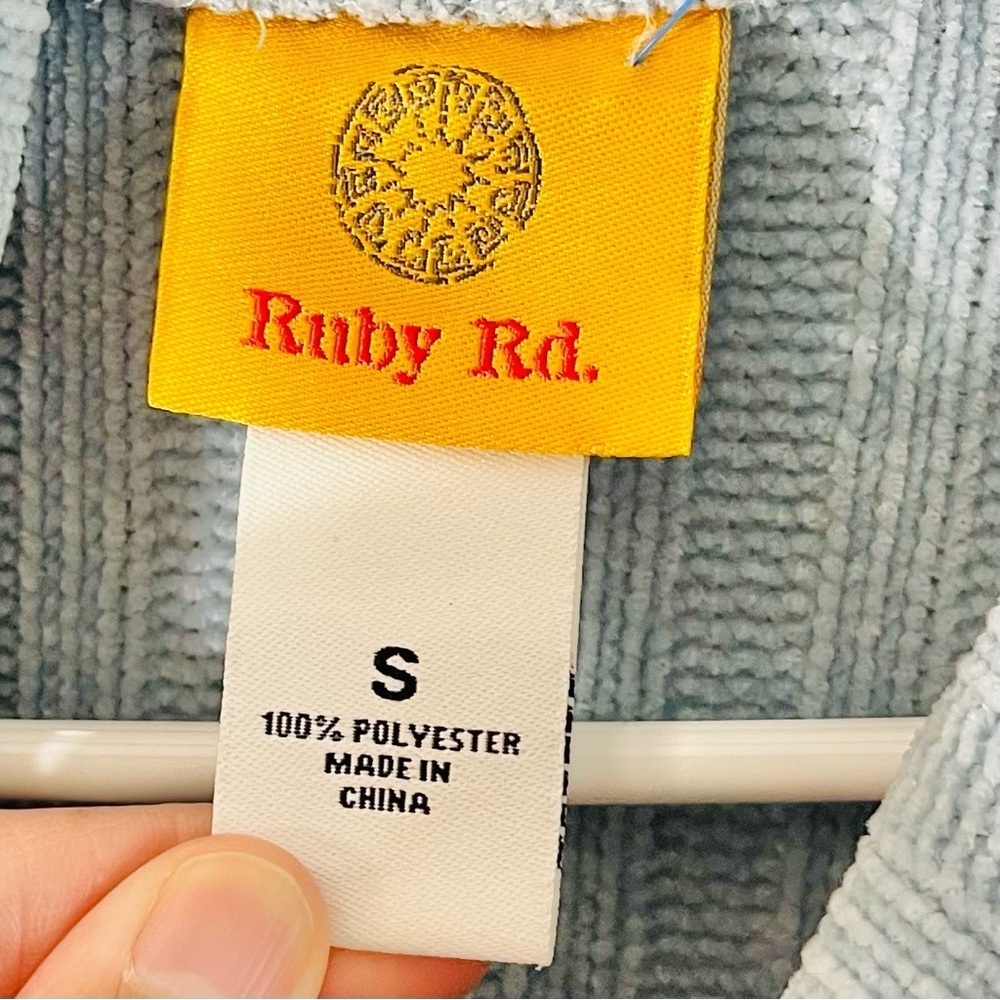 Ruby Rd.
S
100% POLYESTER
MADE IN
CHINA